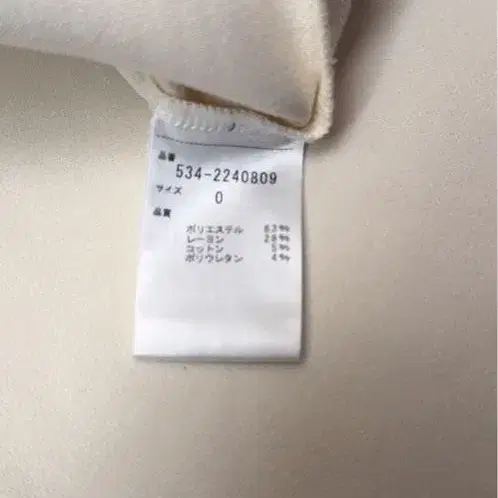 品番
534-2240809
サイズ
0
品質
ポリエステル 63%
レーヨン 28%
コットン 5%
ポリウレタン 4%